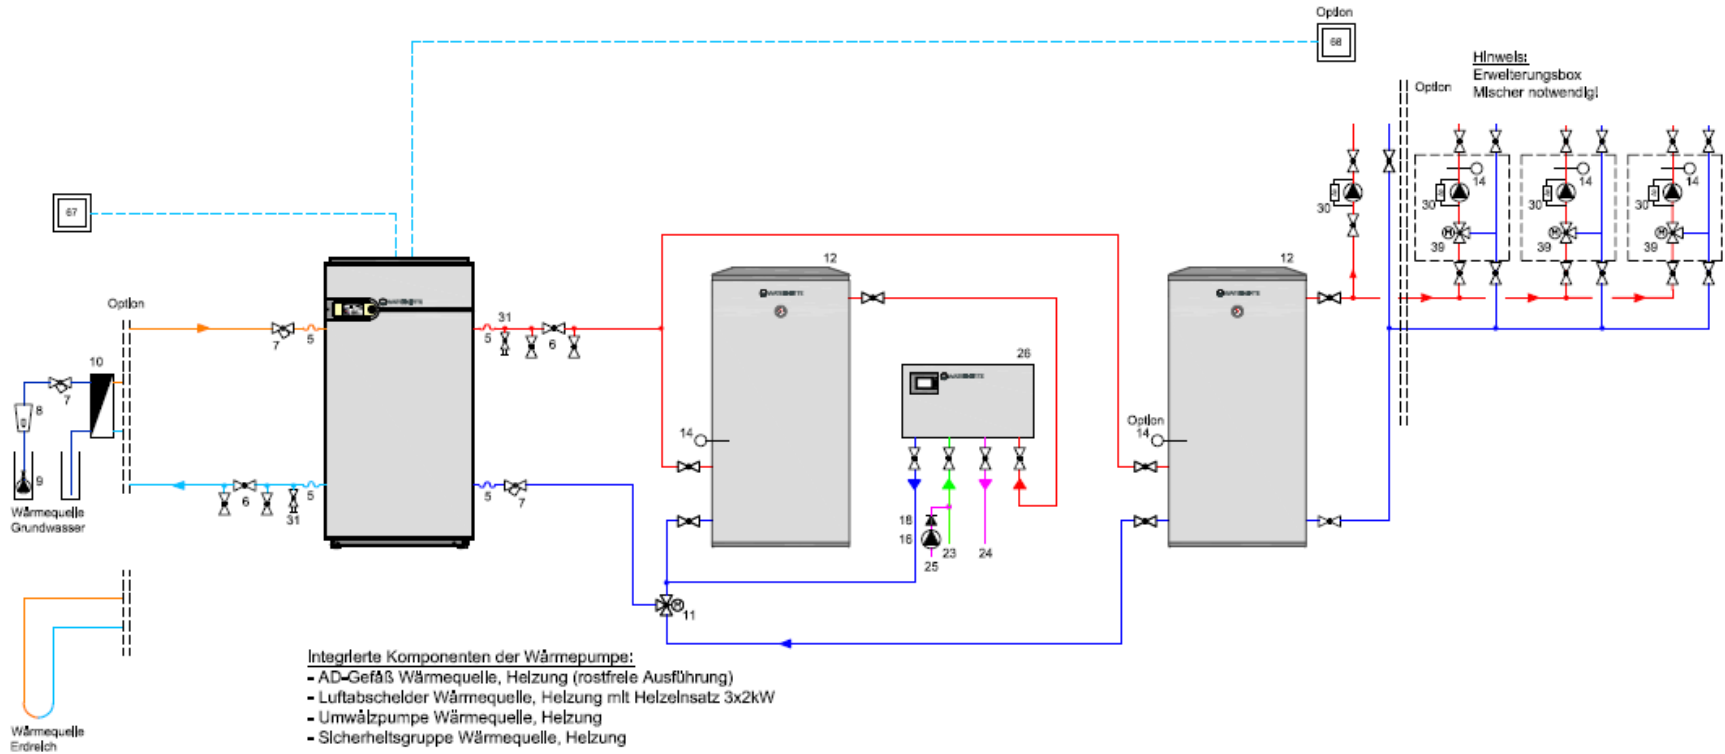 Option
68
Hinweis:
Erweiterungsbox
Mischer notwendig!
Option
67
14
14
14
30
30
30
30
39
39
39
12
12
Option
31
7
5
5
6
10
26
7
8
Option
14
14
9
6
31
5
5
7
Wärmequelle
Grundwasser
18
16
23
24
25
11
Integrierte Komponenten der Wärmepumpe:
- AD-Gefäß Wärmequelle, Heizung (rostfreie Ausführung)
- Luftabscheider Wärmequelle, Heizung mit Heizeinsatz 3x2kW
- Umwälzpumpe Wärmequelle, Heizung
- Sicherheitsgruppe Wärmequelle, Heizung
Wärmequelle
Erdreich